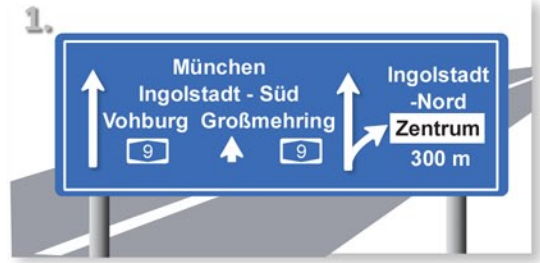 1.
München
Ingolstadt - Süd
Vohburg Großmehring
9 9
Ingolstadt
-Nord
Zentrum
300 m